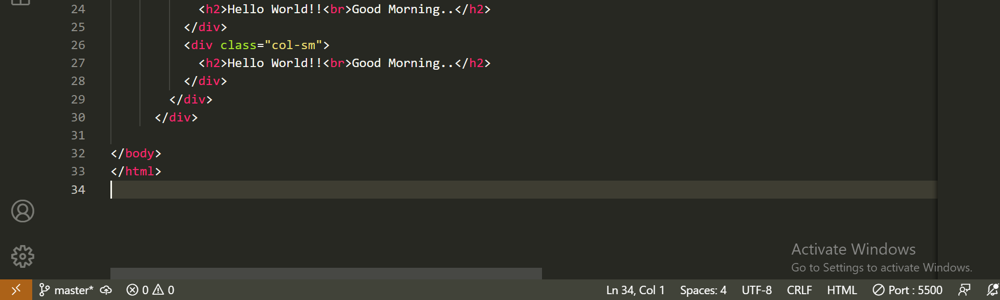 24 <h2>Hello World!!<br>Good Morning..</h2>
25 </div>
26 <div class="col-sm">
27 <h2>Hello World!!<br>Good Morning..</h2>
28 </div>
29 </div>
30 </div>
31
32 </body>
33 </html>
34
Activate Windows
Go to Settings to activate Windows.
master* 0 0 Ln 34, Col 1 Spaces: 4 UTF-8 CRLF HTML Port : 5500